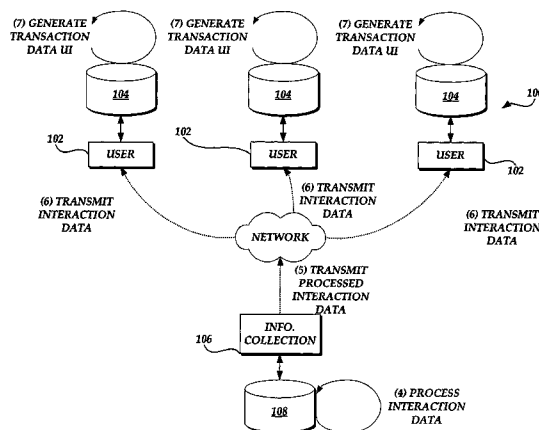 (7) GENERATE
TRANSACTION
DATA UI
(7) GENERATE
TRANSACTION
DATA UI
(7) GENERATE
TRANSACTION
DATA UI
104
104
104
102
USER
102
USER
USER
102
(6) TRANSMIT
INTERACTION
DATA
(6) TRANSMIT
INTERACTION
DATA
(6) TRANSMIT
INTERACTION
DATA
NETWORK
(5) TRANSMIT
PROCESSED
INTERACTION
DATA
INFO.
COLLECTION
106
108
(4) PROCESS
INTERACTION
DATA